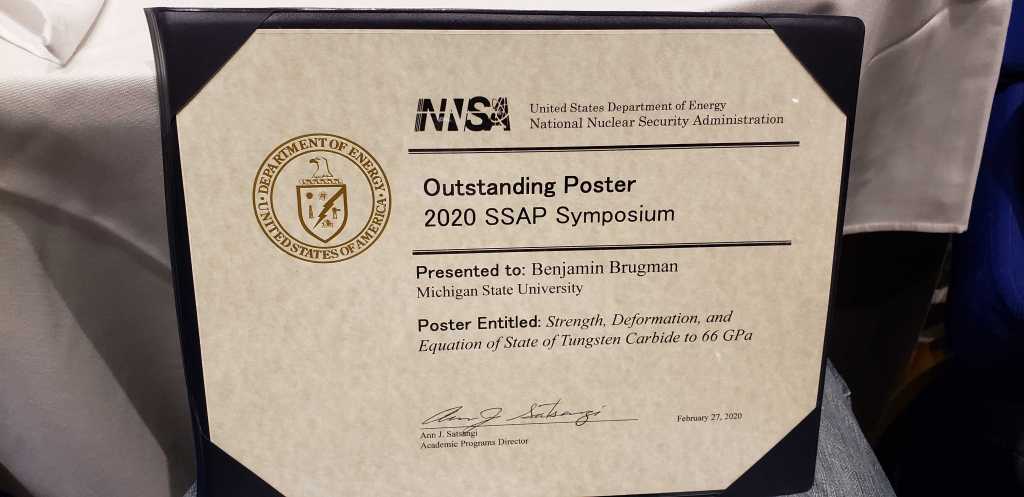 NNSA
United States Department of Energy
National Nuclear Security Administration
DEPARTMENT OF ENERGY
UNITED STATES OF AMERICA
Outstanding Poster
2020 SSAP Symposium
Presented to: Benjamin Brugman
Michigan State University
Poster Entitled: Strength, Deformation, and
Equation of State of Tungsten Carbide to 66 GPa
Ann J. Satsangi
Ann J. Satsangi
Academic Programs Director
February 27, 2020